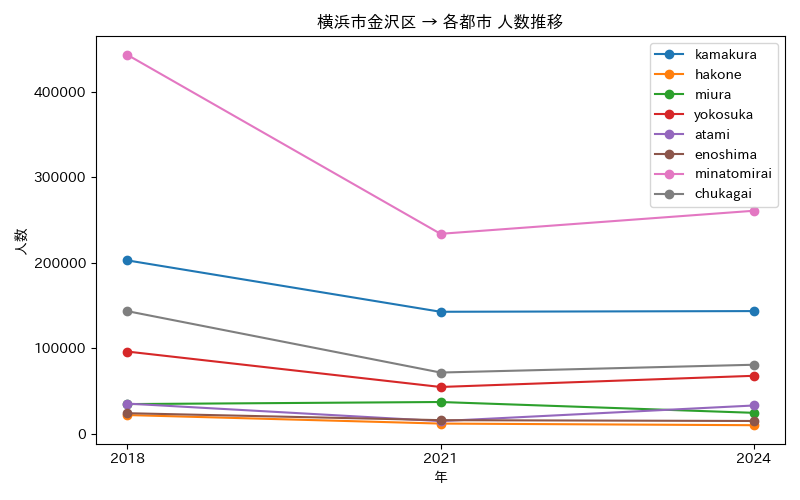 横浜市金沢区 → 各都市 人数推移
kamakura
hakone
miura
yokosuka
atami
enoshima
minatomirai
chukagai
人数
400000
300000
200000
100000
0
2018
2021
2024
年